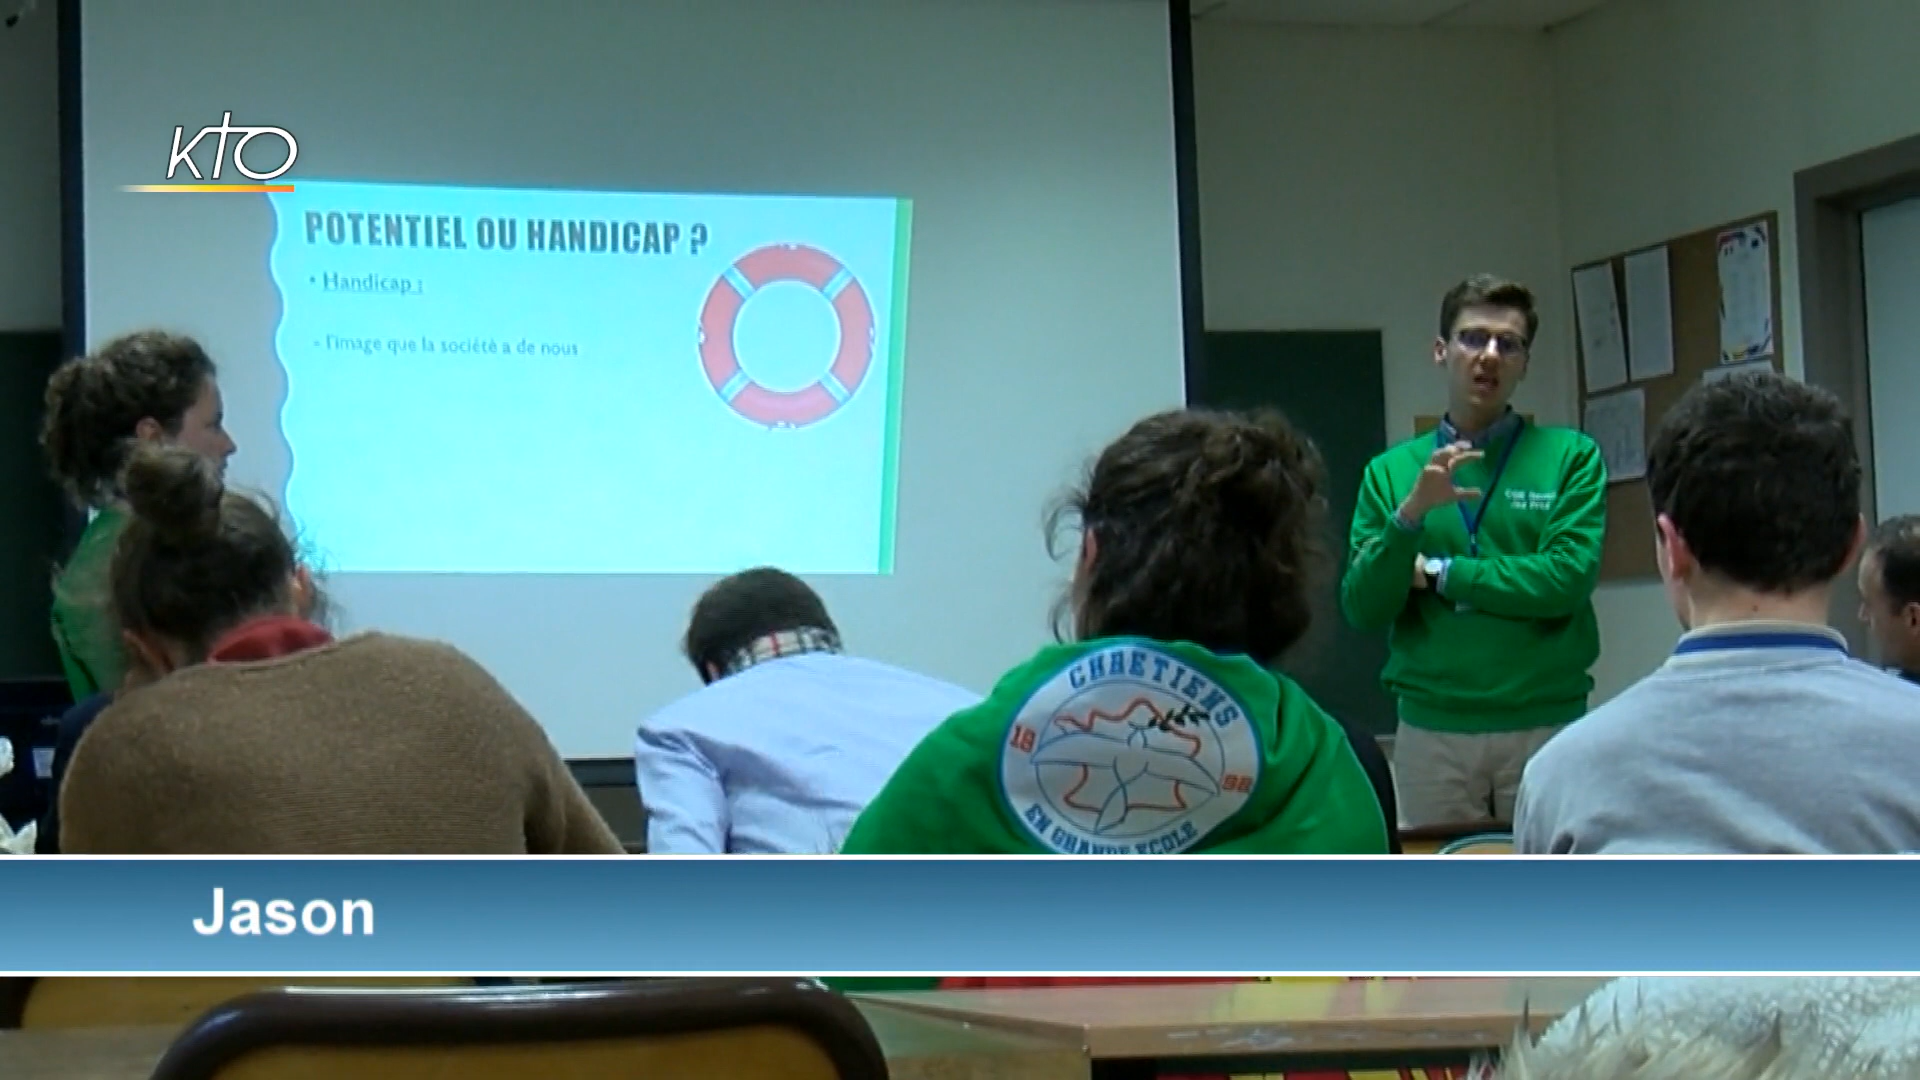 KTO
POTENTIEL OU HANDICAP ?
• Handicap :
- l'image que la société a de nous
CHRETIENS
19 98
EN GRANDE ECOLE
Jason